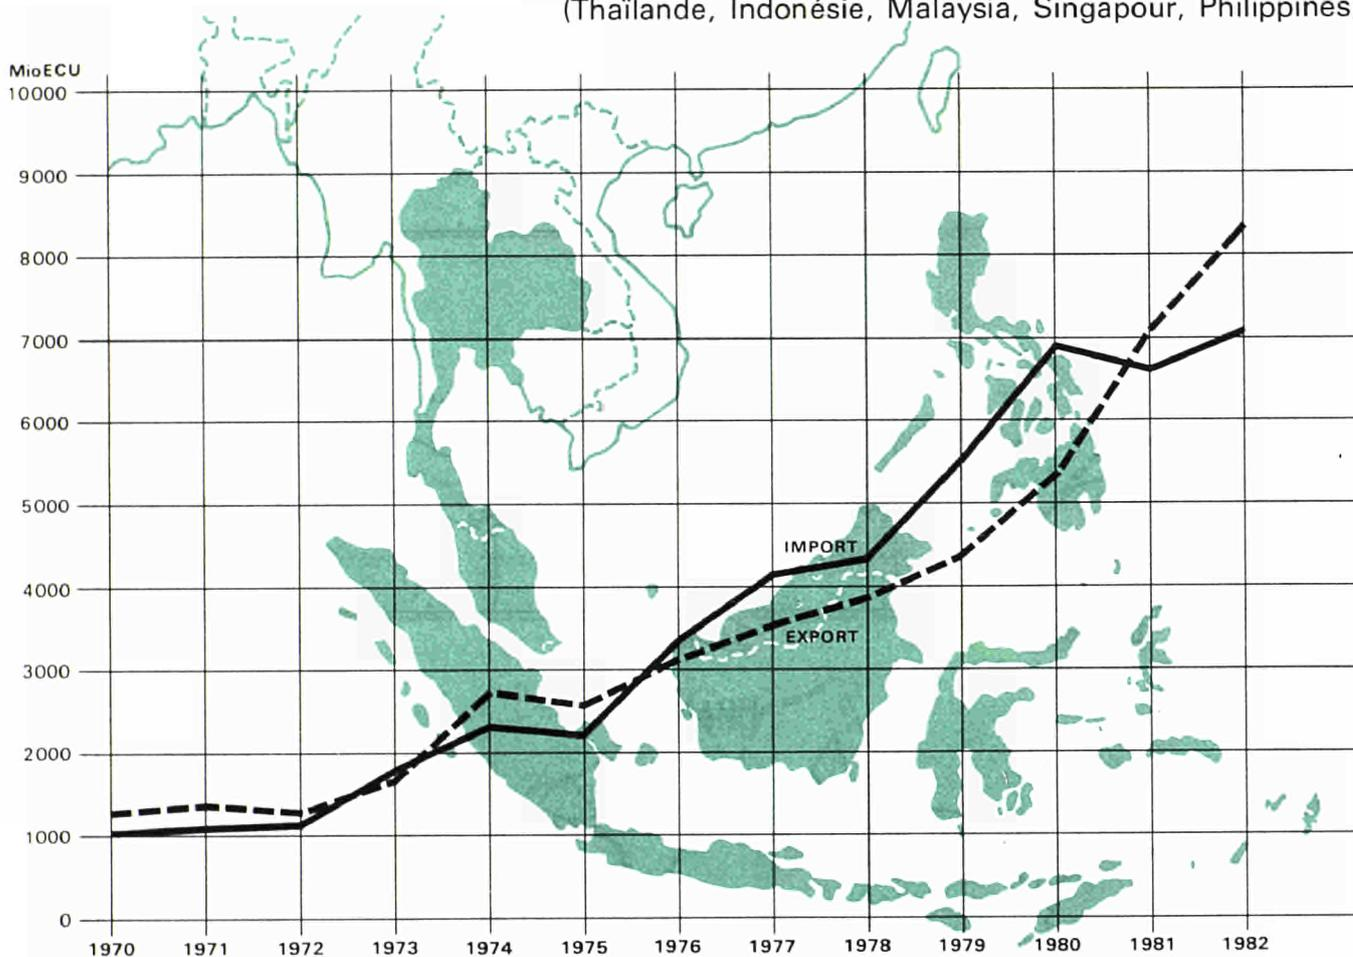 (Thaïlande, Indonésie, Malaysia, Singapour, Philippines
MioECU
10000
9000
8000
7000
6000
5000
4000
3000
2000
1000
0
IMPORT
EXPORT
1970 1971 1972 1973 1974 1975 1976 1977 1978 1979 1980 1981 1982